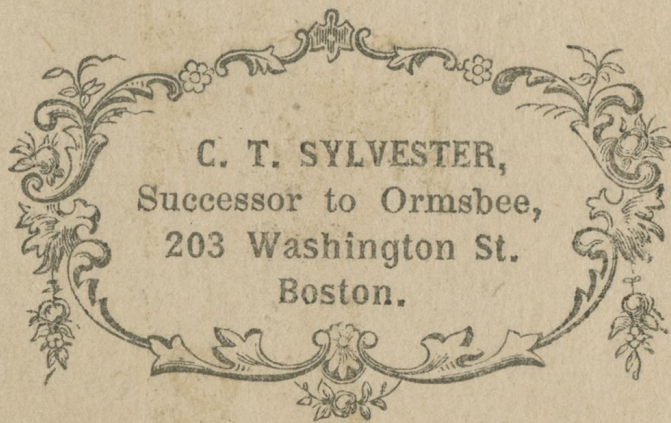 C. T. SYLVESTER,
Successor to Ormsbee,
203 Washington St.
Boston.